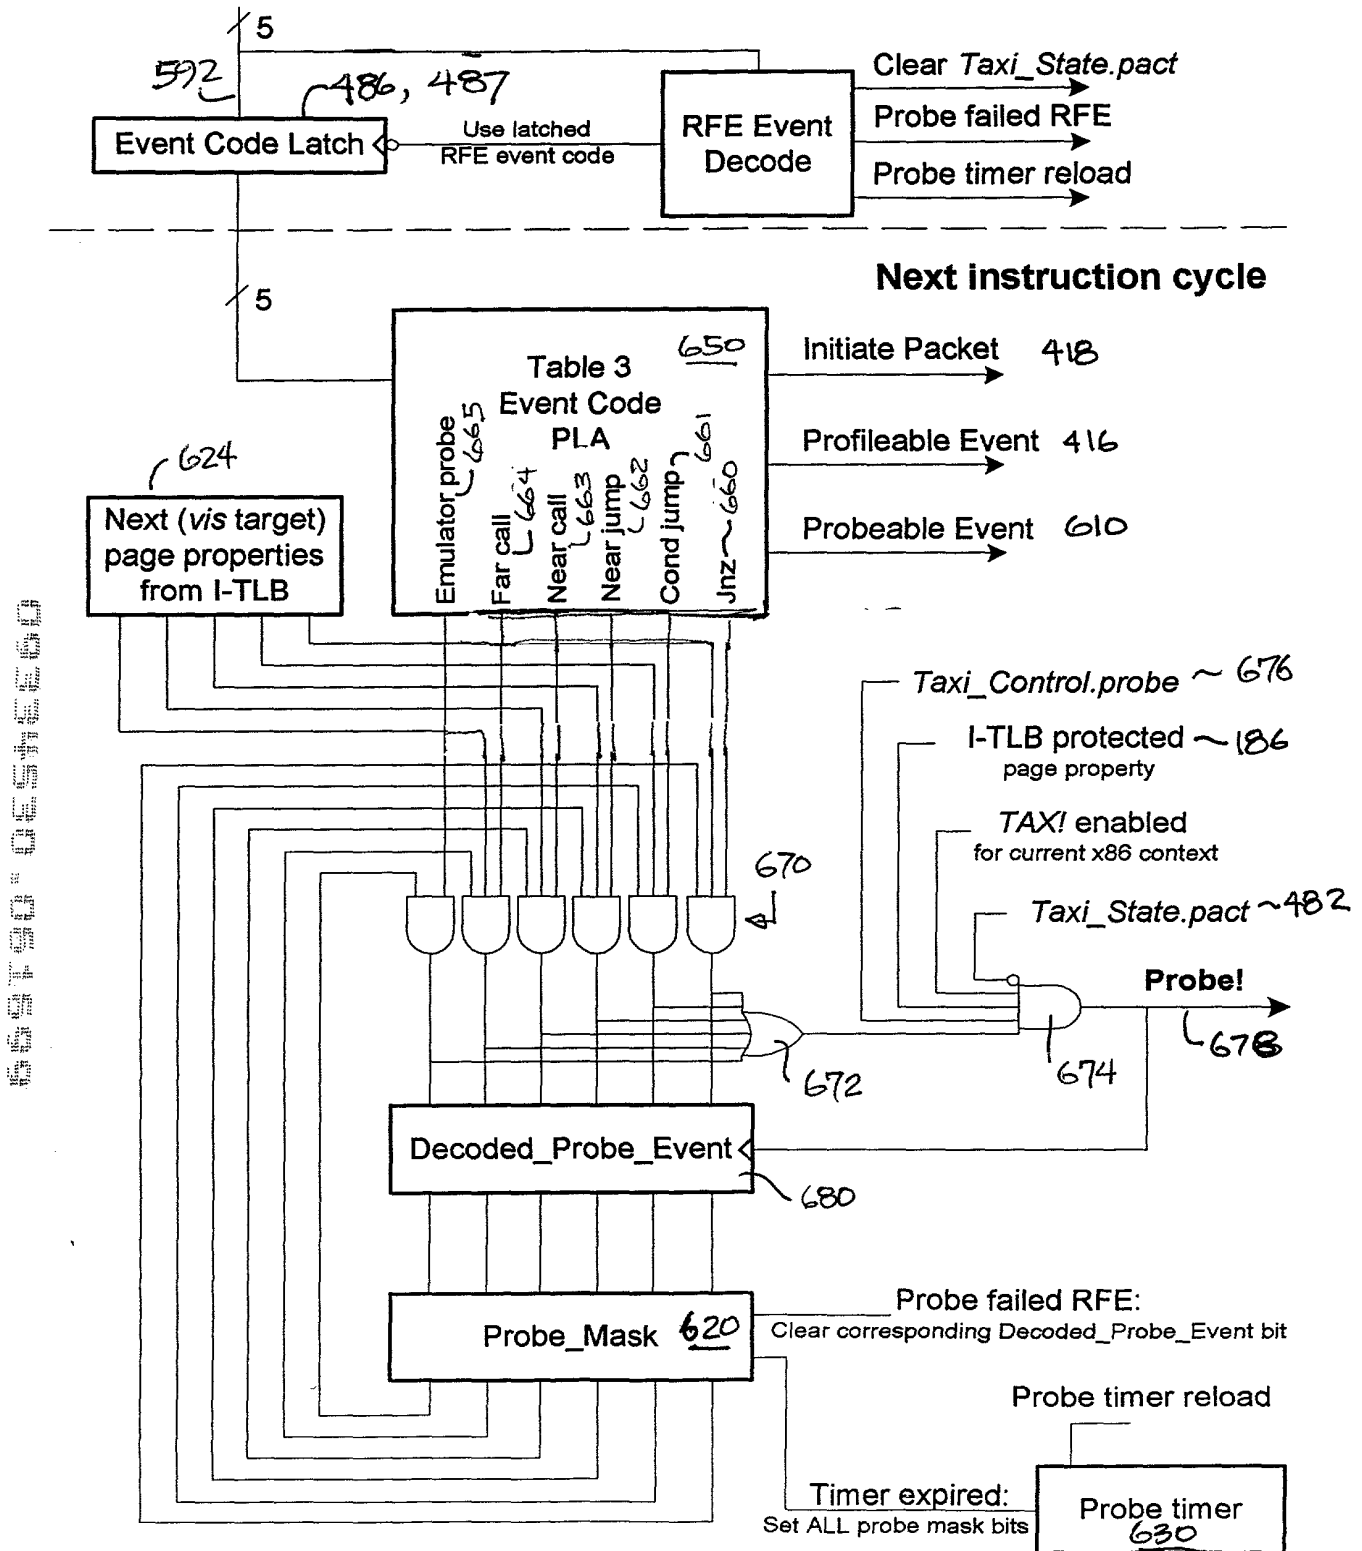 5
592
486, 487
Event Code Latch
Use latched
RFE event code
RFE Event
Decode
Clear Taxi_State.pact
Probe failed RFE
Probe timer reload
Next instruction cycle
5
Table 3
Event Code
PLA
650
Emulator probe
665
Far call
664
Near call
663
Near jump
662
Cond jump
661
Jnz
660
Initiate Packet 418
Profileable Event 416
Probeable Event 610
624
Next (vis target)
page properties
from I-TLB
Taxi_Control.probe 676
I-TLB protected 186
page property
TAX! enabled
for current x86 context
Taxi_State.pact 482
670
Probe!
678
674
672
Decoded_Probe_Event
680
Probe_Mask 620
Probe failed RFE:
Clear corresponding Decoded_Probe_Event bit
Probe timer reload
Timer expired:
Set ALL probe mask bits
Probe timer
630